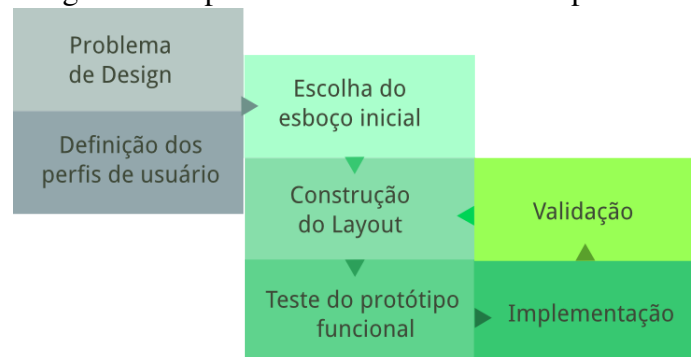 Problema
de Design
Definição dos
perfis de usuário
Escolha do
esboço inicial
Construção
do Layout
Teste do protótipo
funcional
Implementação
Validação